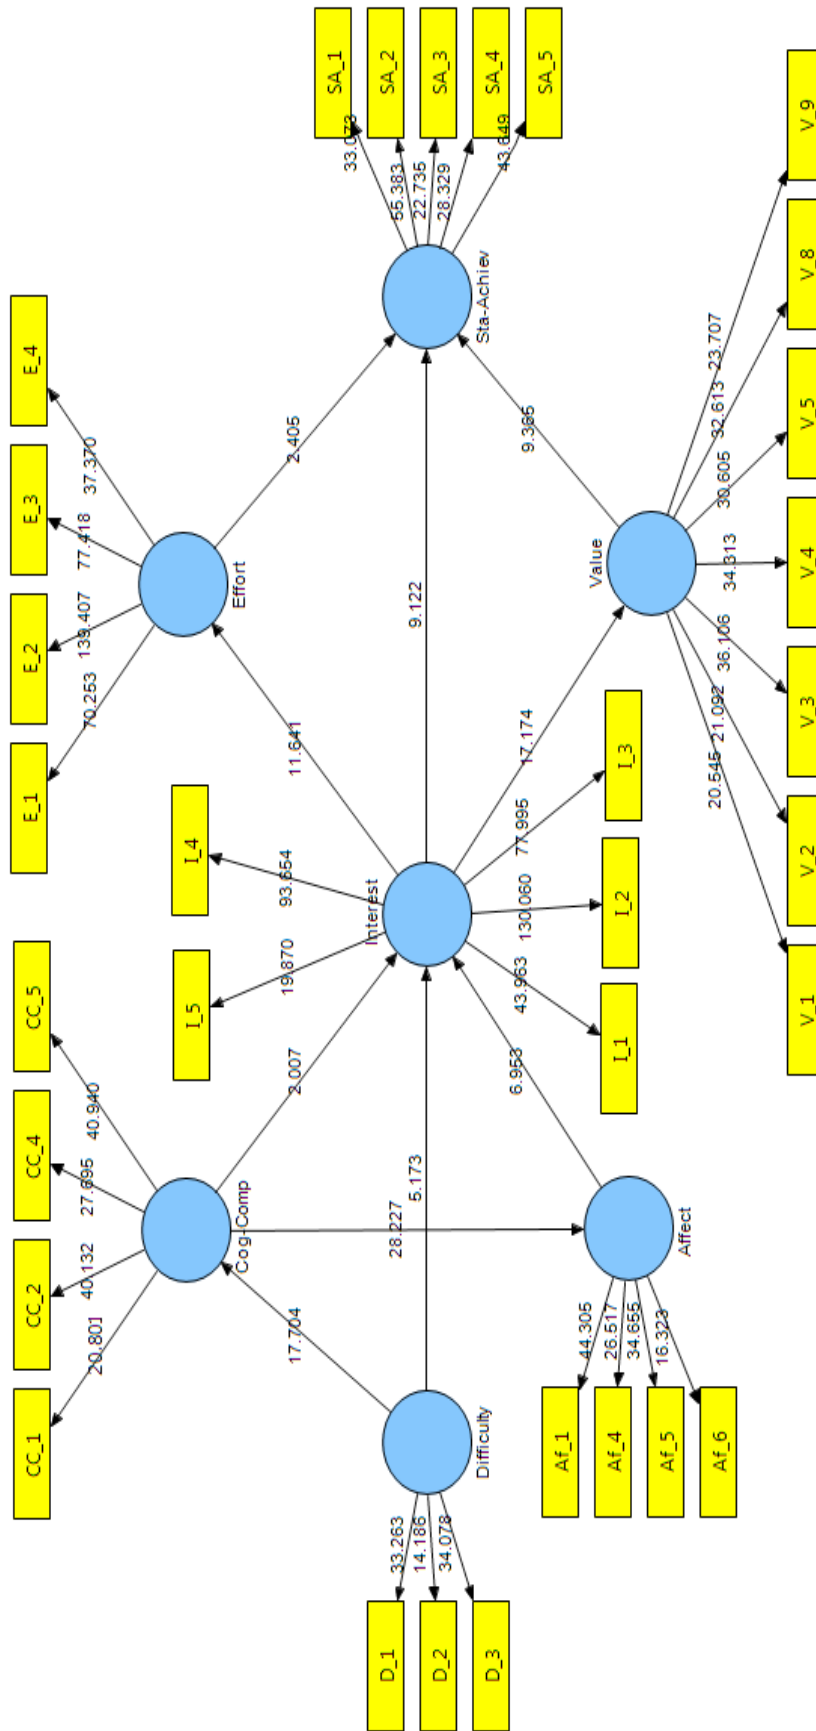 CC_1
CC_2
CC_4
CC_5
20.801
40.132
27.695
40.940
Cog-Comp
E_1
E_2
E_3
E_4
70.253
139.407
77.418
37.370
Effort
I_5
I_4
19.870
93.654
17.704
2.007
11.641
2.405
D_1
D_2
D_3
33.263
14.186
34.078
Difficulty
28.227
5.173
Interest
9.122
Sta-Achiev
33.073
55.383
22.735
28.329
43.649
SA_1
SA_2
SA_3
SA_4
SA_5
6.953
43.963
130.060
77.995
17.174
9.365
I_1
I_2
I_3
Af_1
Af_4
Af_5
Af_6
44.305
26.517
34.655
16.323
Affect
Value
20.545
21.092
36.106
34.313
30.605
32.613
23.707
V_1
V_2
V_3
V_4
V_5
V_8
V_9